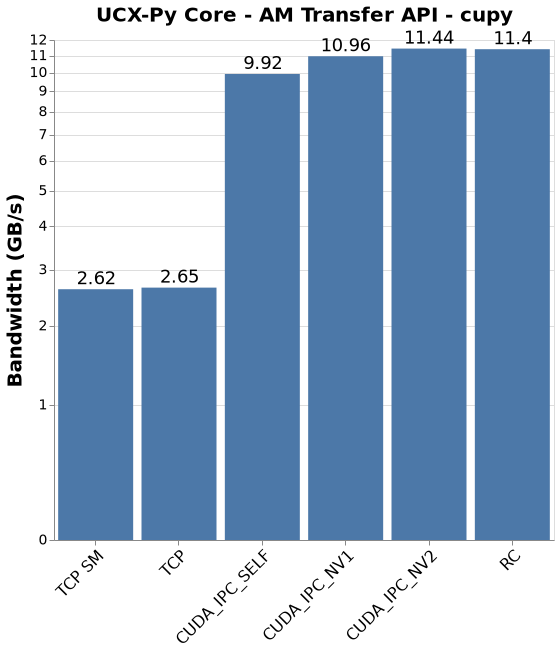 UCX-Py Core - AM Transfer API - cupy
Bandwidth (GB/s)
12
11
10
9
8
7
6
5
4
3
2
1
0
2.62
2.65
9.92
10.96
11.44
11.4
TCP SM
TCP
CUDA_IPC_SELF
CUDA_IPC_NV1
CUDA_IPC_NV2
RC